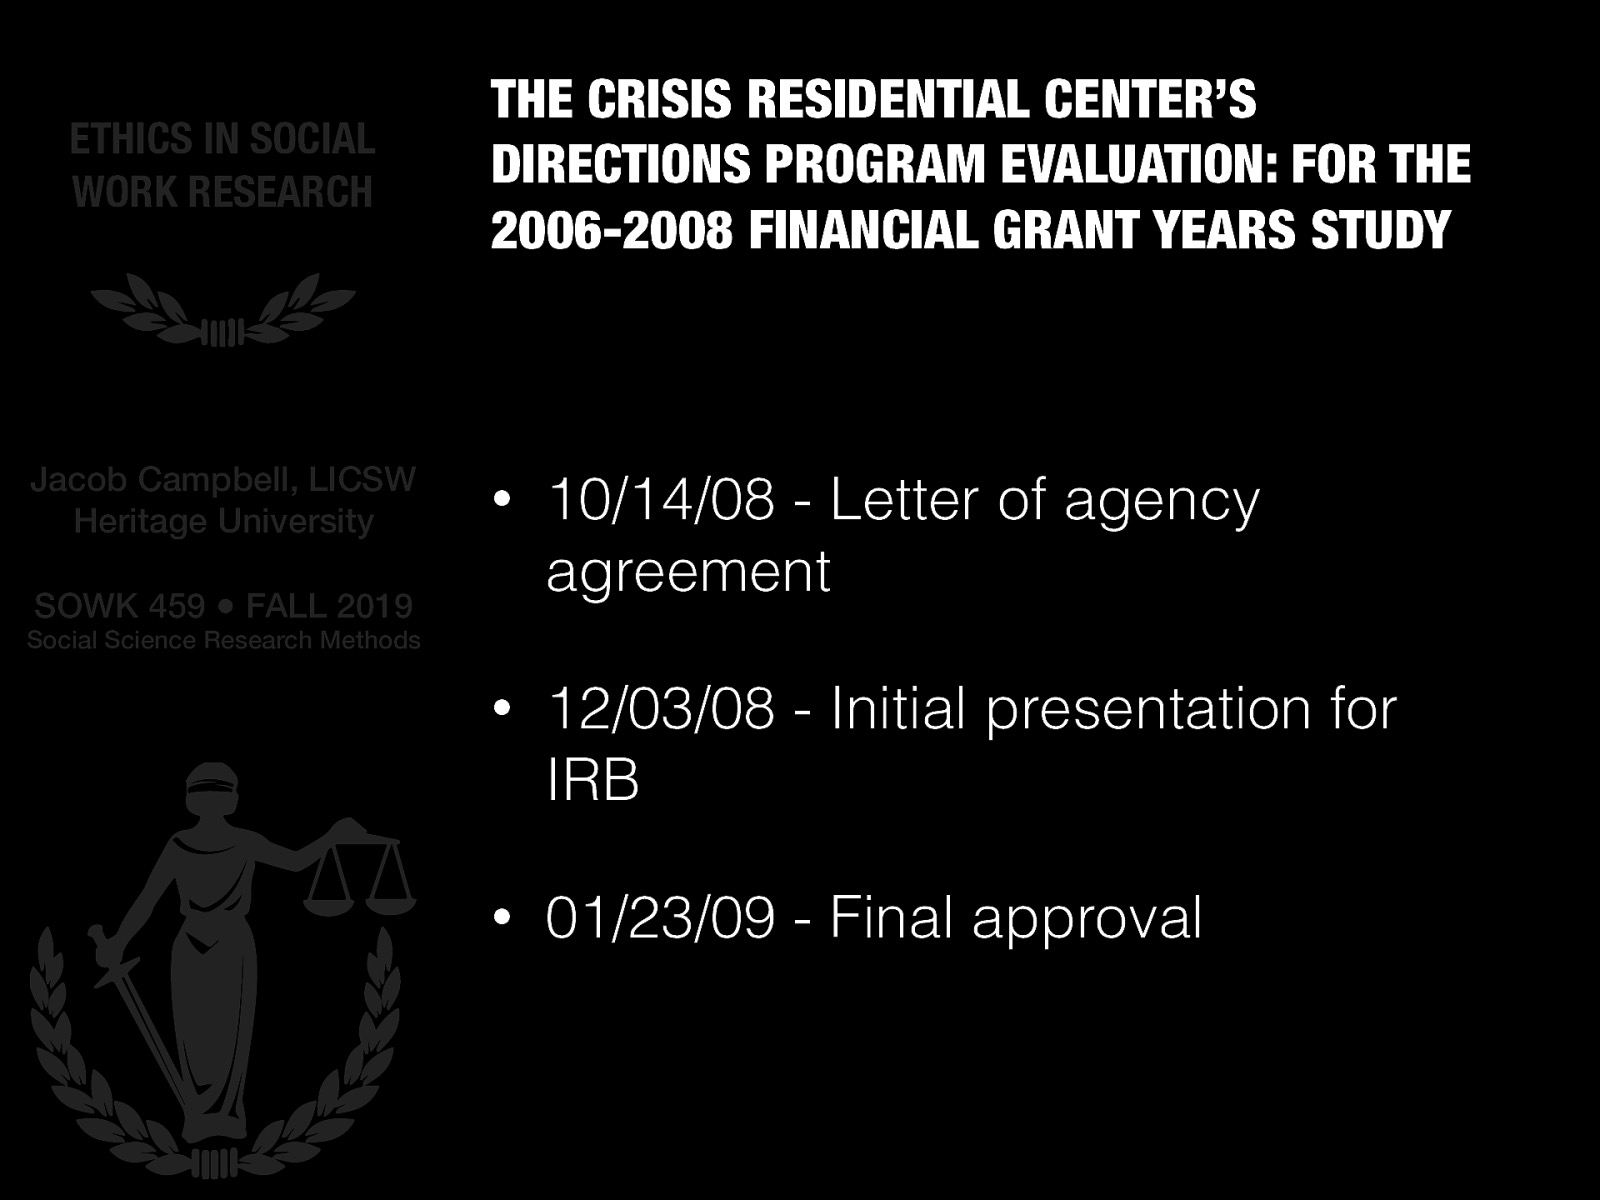 ETHICS IN SOCIAL
WORK RESEARCH
Jacob Campbell, LICSW
Heritage University
SOWK 459 • FALL 2019
Social Science Research Methods
THE CRISIS RESIDENTIAL CENTER’S
DIRECTIONS PROGRAM EVALUATION: FOR THE
2006-2008 FINANCIAL GRANT YEARS STUDY
• 10/14/08 - Letter of agency
agreement
• 12/03/08 - Initial presentation for
IRB
• 01/23/09 - Final approval